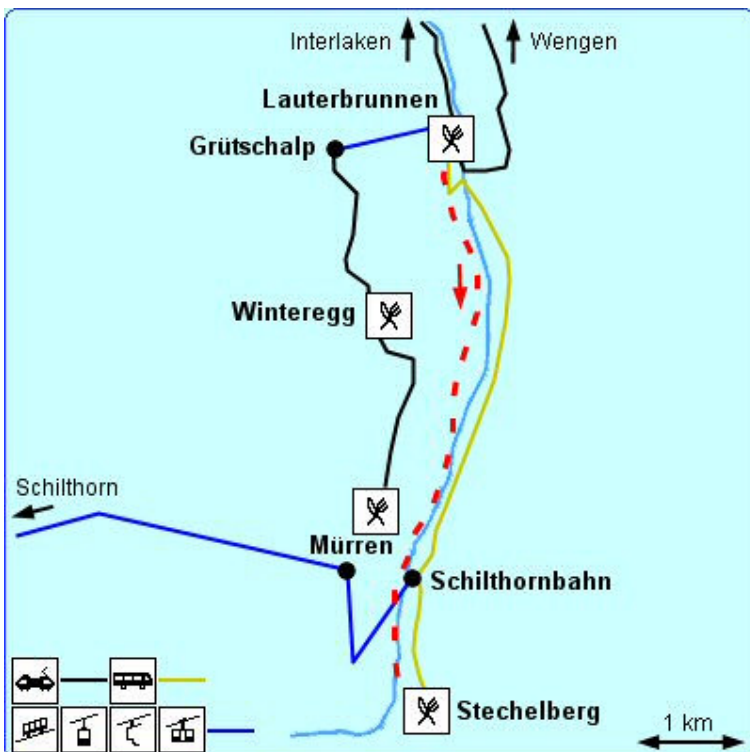 Interlaken
Wengen
Lauterbrunnen
Grütschalp
Winteregg
Schilthorn
Mürren
Schilthornbahn
Stechelberg
1 km